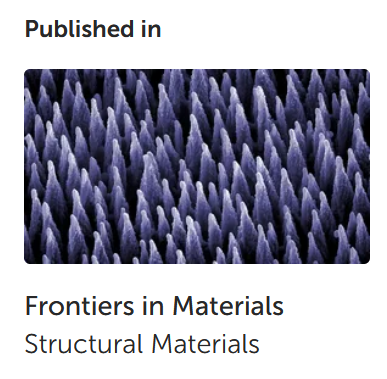 Published in
Frontiers in Materials
Structural Materials